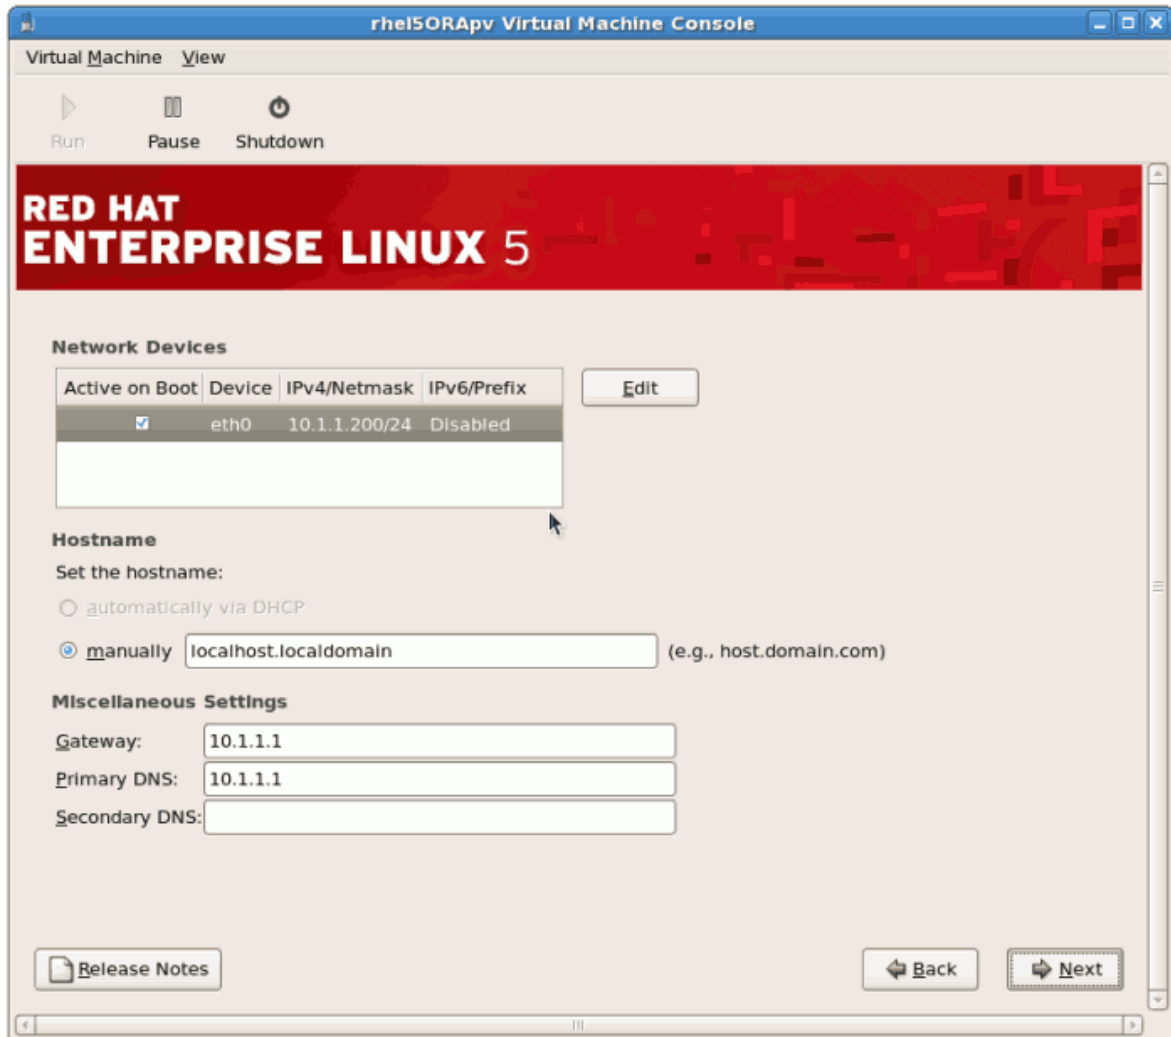 rhel5ORApv Virtual Machine Console
Virtual Machine View
Run Pause Shutdown
RED HAT
ENTERPRISE LINUX 5
Network Devices
Active on Boot Device IPv4/Netmask IPv6/Prefix
eth0 10.1.1.200/24 Disabled
Edit
Hostname
Set the hostname:
automatically via DHCP
manually localhost.localdomain (e.g., host.domain.com)
Miscellaneous Settings
Gateway: 10.1.1.1
Primary DNS: 10.1.1.1
Secondary DNS:
Release Notes Back Next